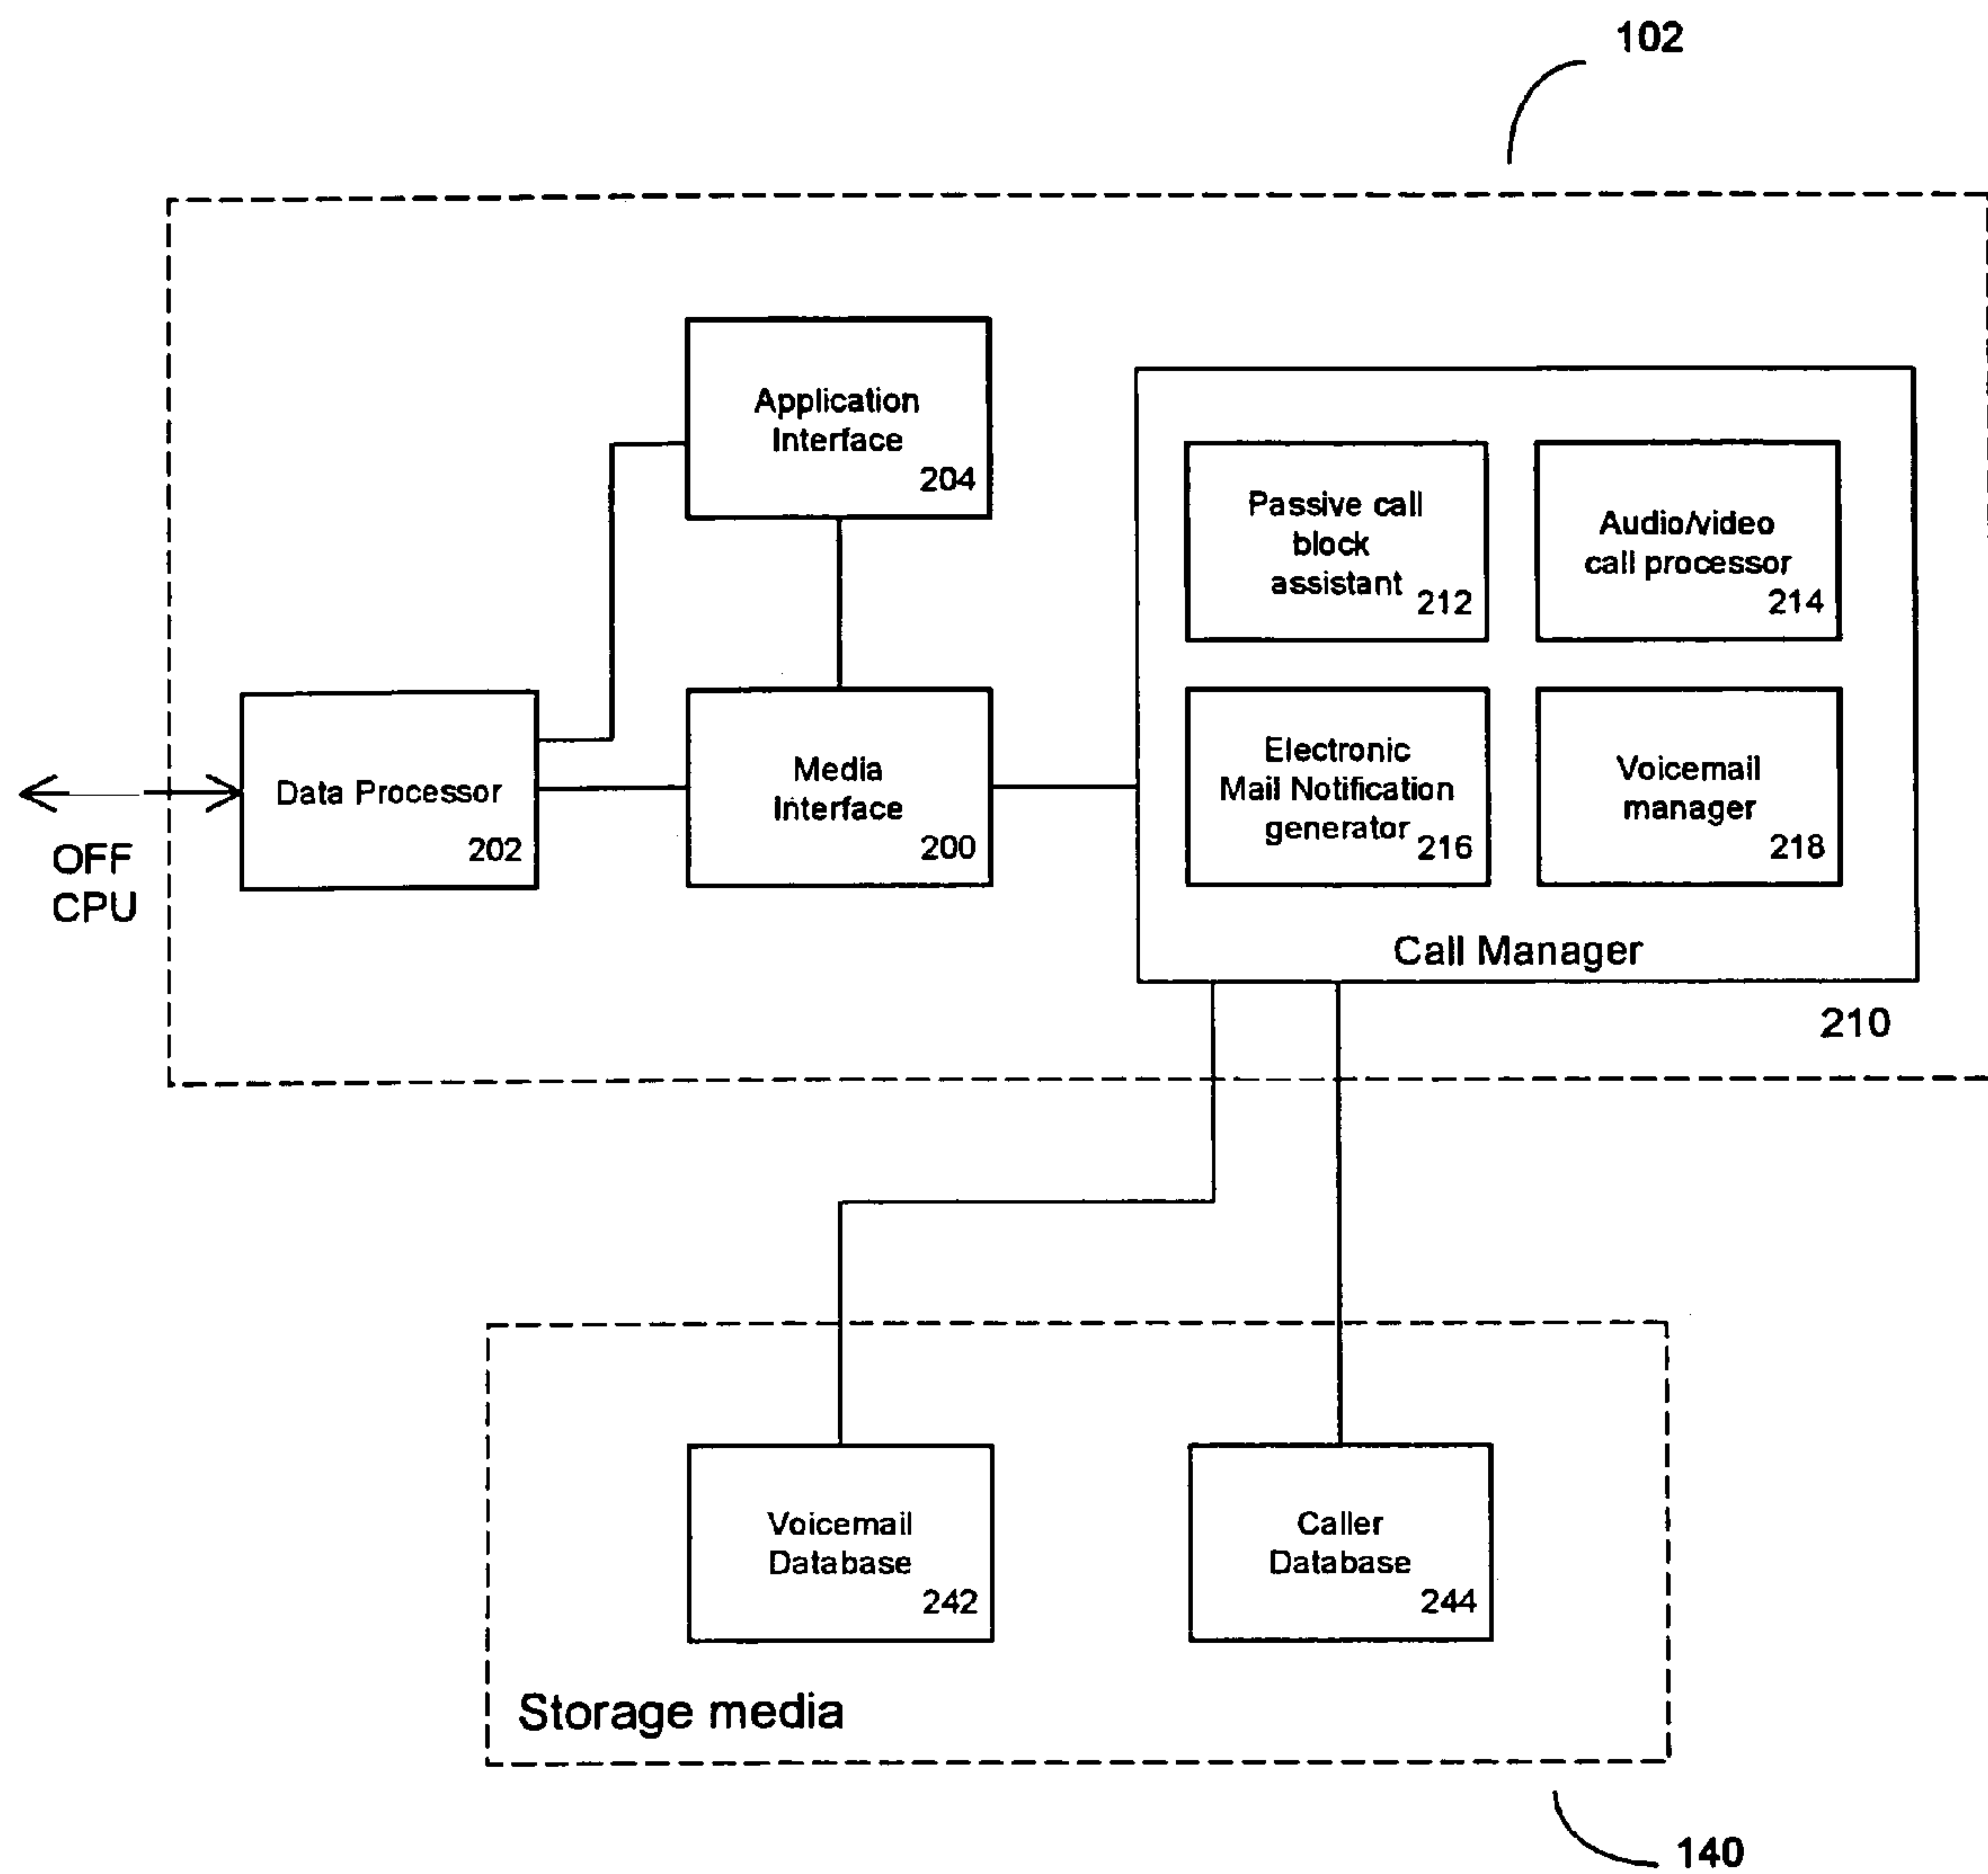 102
Application
Interface
204
Passive call
block
assistant
212
Audio/video
call processor
214
Data Processor
202
Media
Interface
200
Electronic
Mail Notification
generator
216
Voicemail
manager
218
OFF
CPU
Call Manager
210
Voicemail
Database
242
Caller
Database
244
Storage media
140